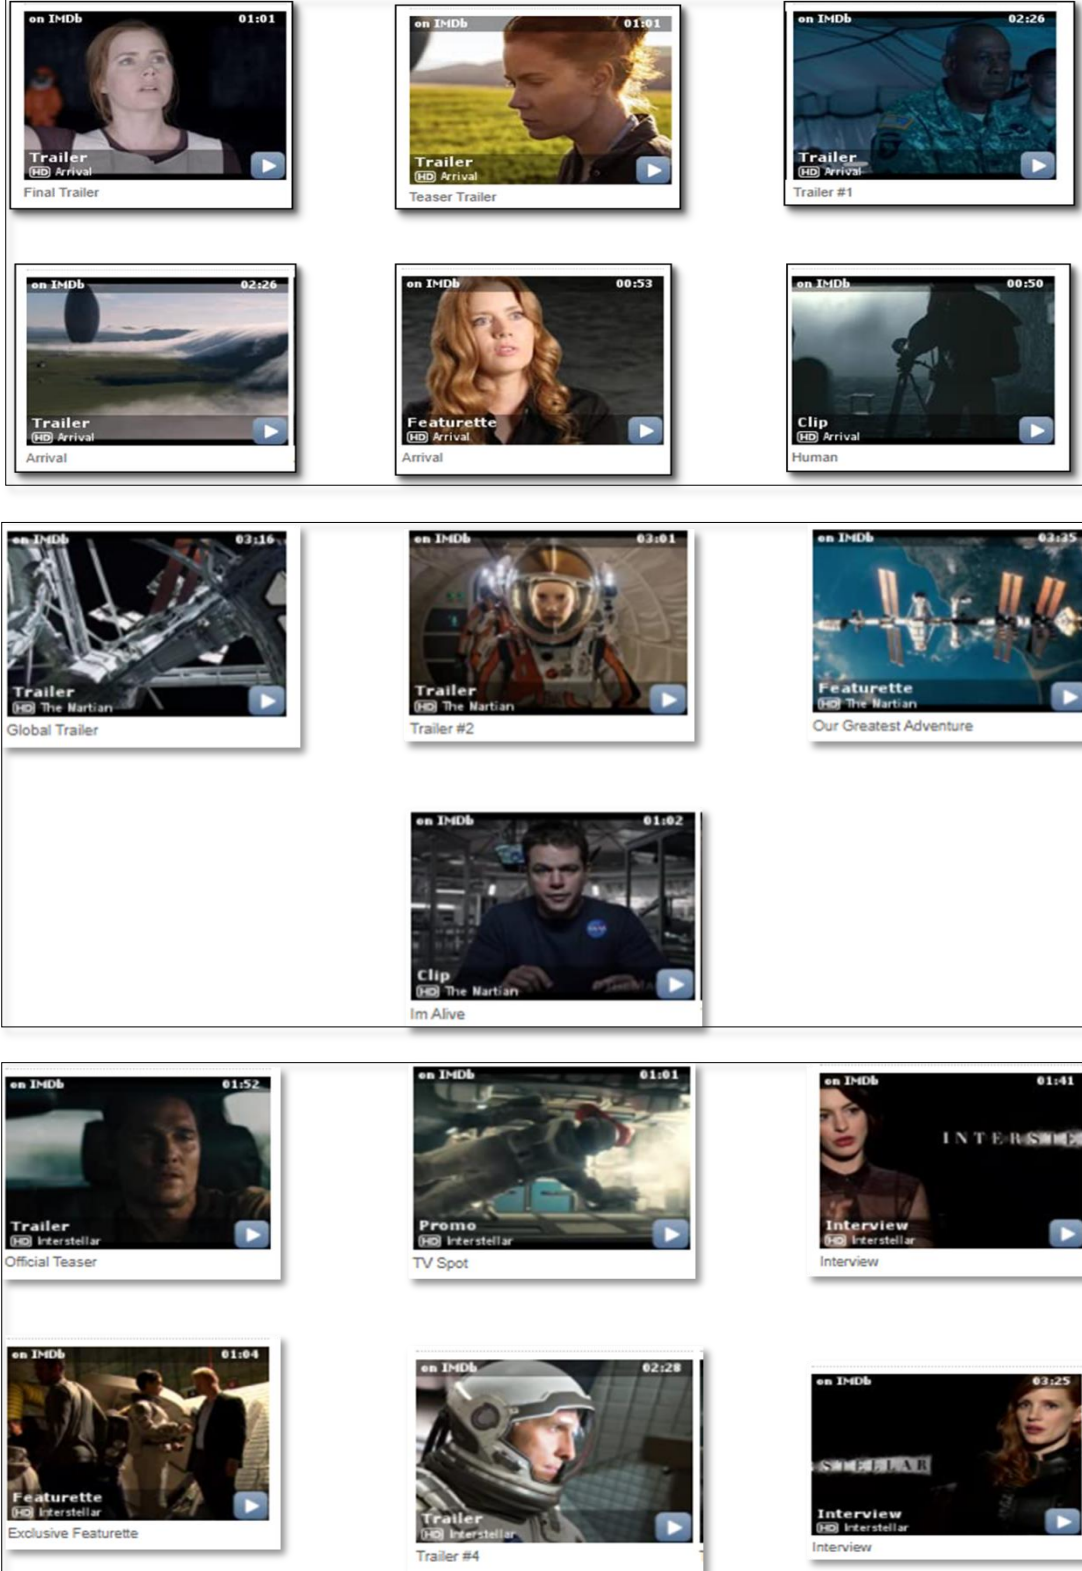 on IMDb 01:01
Trailer
HD Arrival
Final Trailer
on IMDb 01:01
Trailer
HD Arrival
Teaser Trailer
on IMDb 02:26
Trailer
HD Arrival
Trailer #1
on IMDb 02:26
Trailer
HD Arrival
Arrival
on IMDb 00:53
Featurette
HD Arrival
Arrival
on IMDb 00:50
Clip
HD Arrival
Human
on IMDb 03:16
Trailer
HD The Martian
Global Trailer
on IMDb 03:01
Trailer
HD The Martian
Trailer #2
on IMDb 03:35
Featurette
HD The Martian
Our Greatest Adventure
on IMDb 01:02
NASA
Clip
HD The Martian
Im Alive
on IMDb 01:52
Trailer
HD Interstellar
Official Teaser
on IMDb 01:01
Promo
HD Interstellar
TV Spot
on IMDb 01:41
INTERSTE
Interview
HD Interstellar
Interview
on IMDb 01:04
Featurette
HD Interstellar
Exclusive Featurette
on IMDb 02:28
Trailer
HD Interstellar
Trailer #4
on IMDb 03:25
STELLAR
Interview
HD Interstellar
Interview